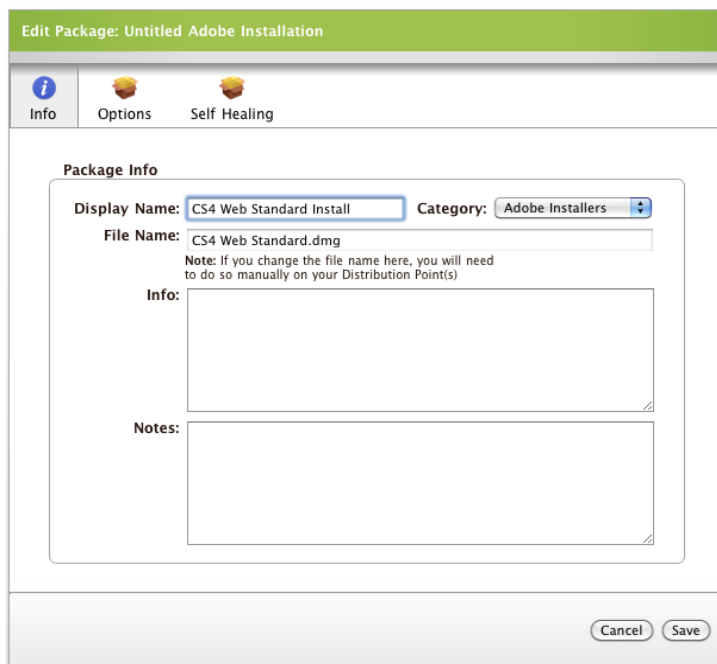 Edit Package: Untitled Adobe Installation
Info
Options
Self Healing
Package Info
Display Name: CS4 Web Standard Install Category: Adobe Installers
File Name: CS4 Web Standard.dmg
Note: If you change the file name here, you will need
to do so manually on your Distribution Point(s)
Info:
Notes:
Cancel Save